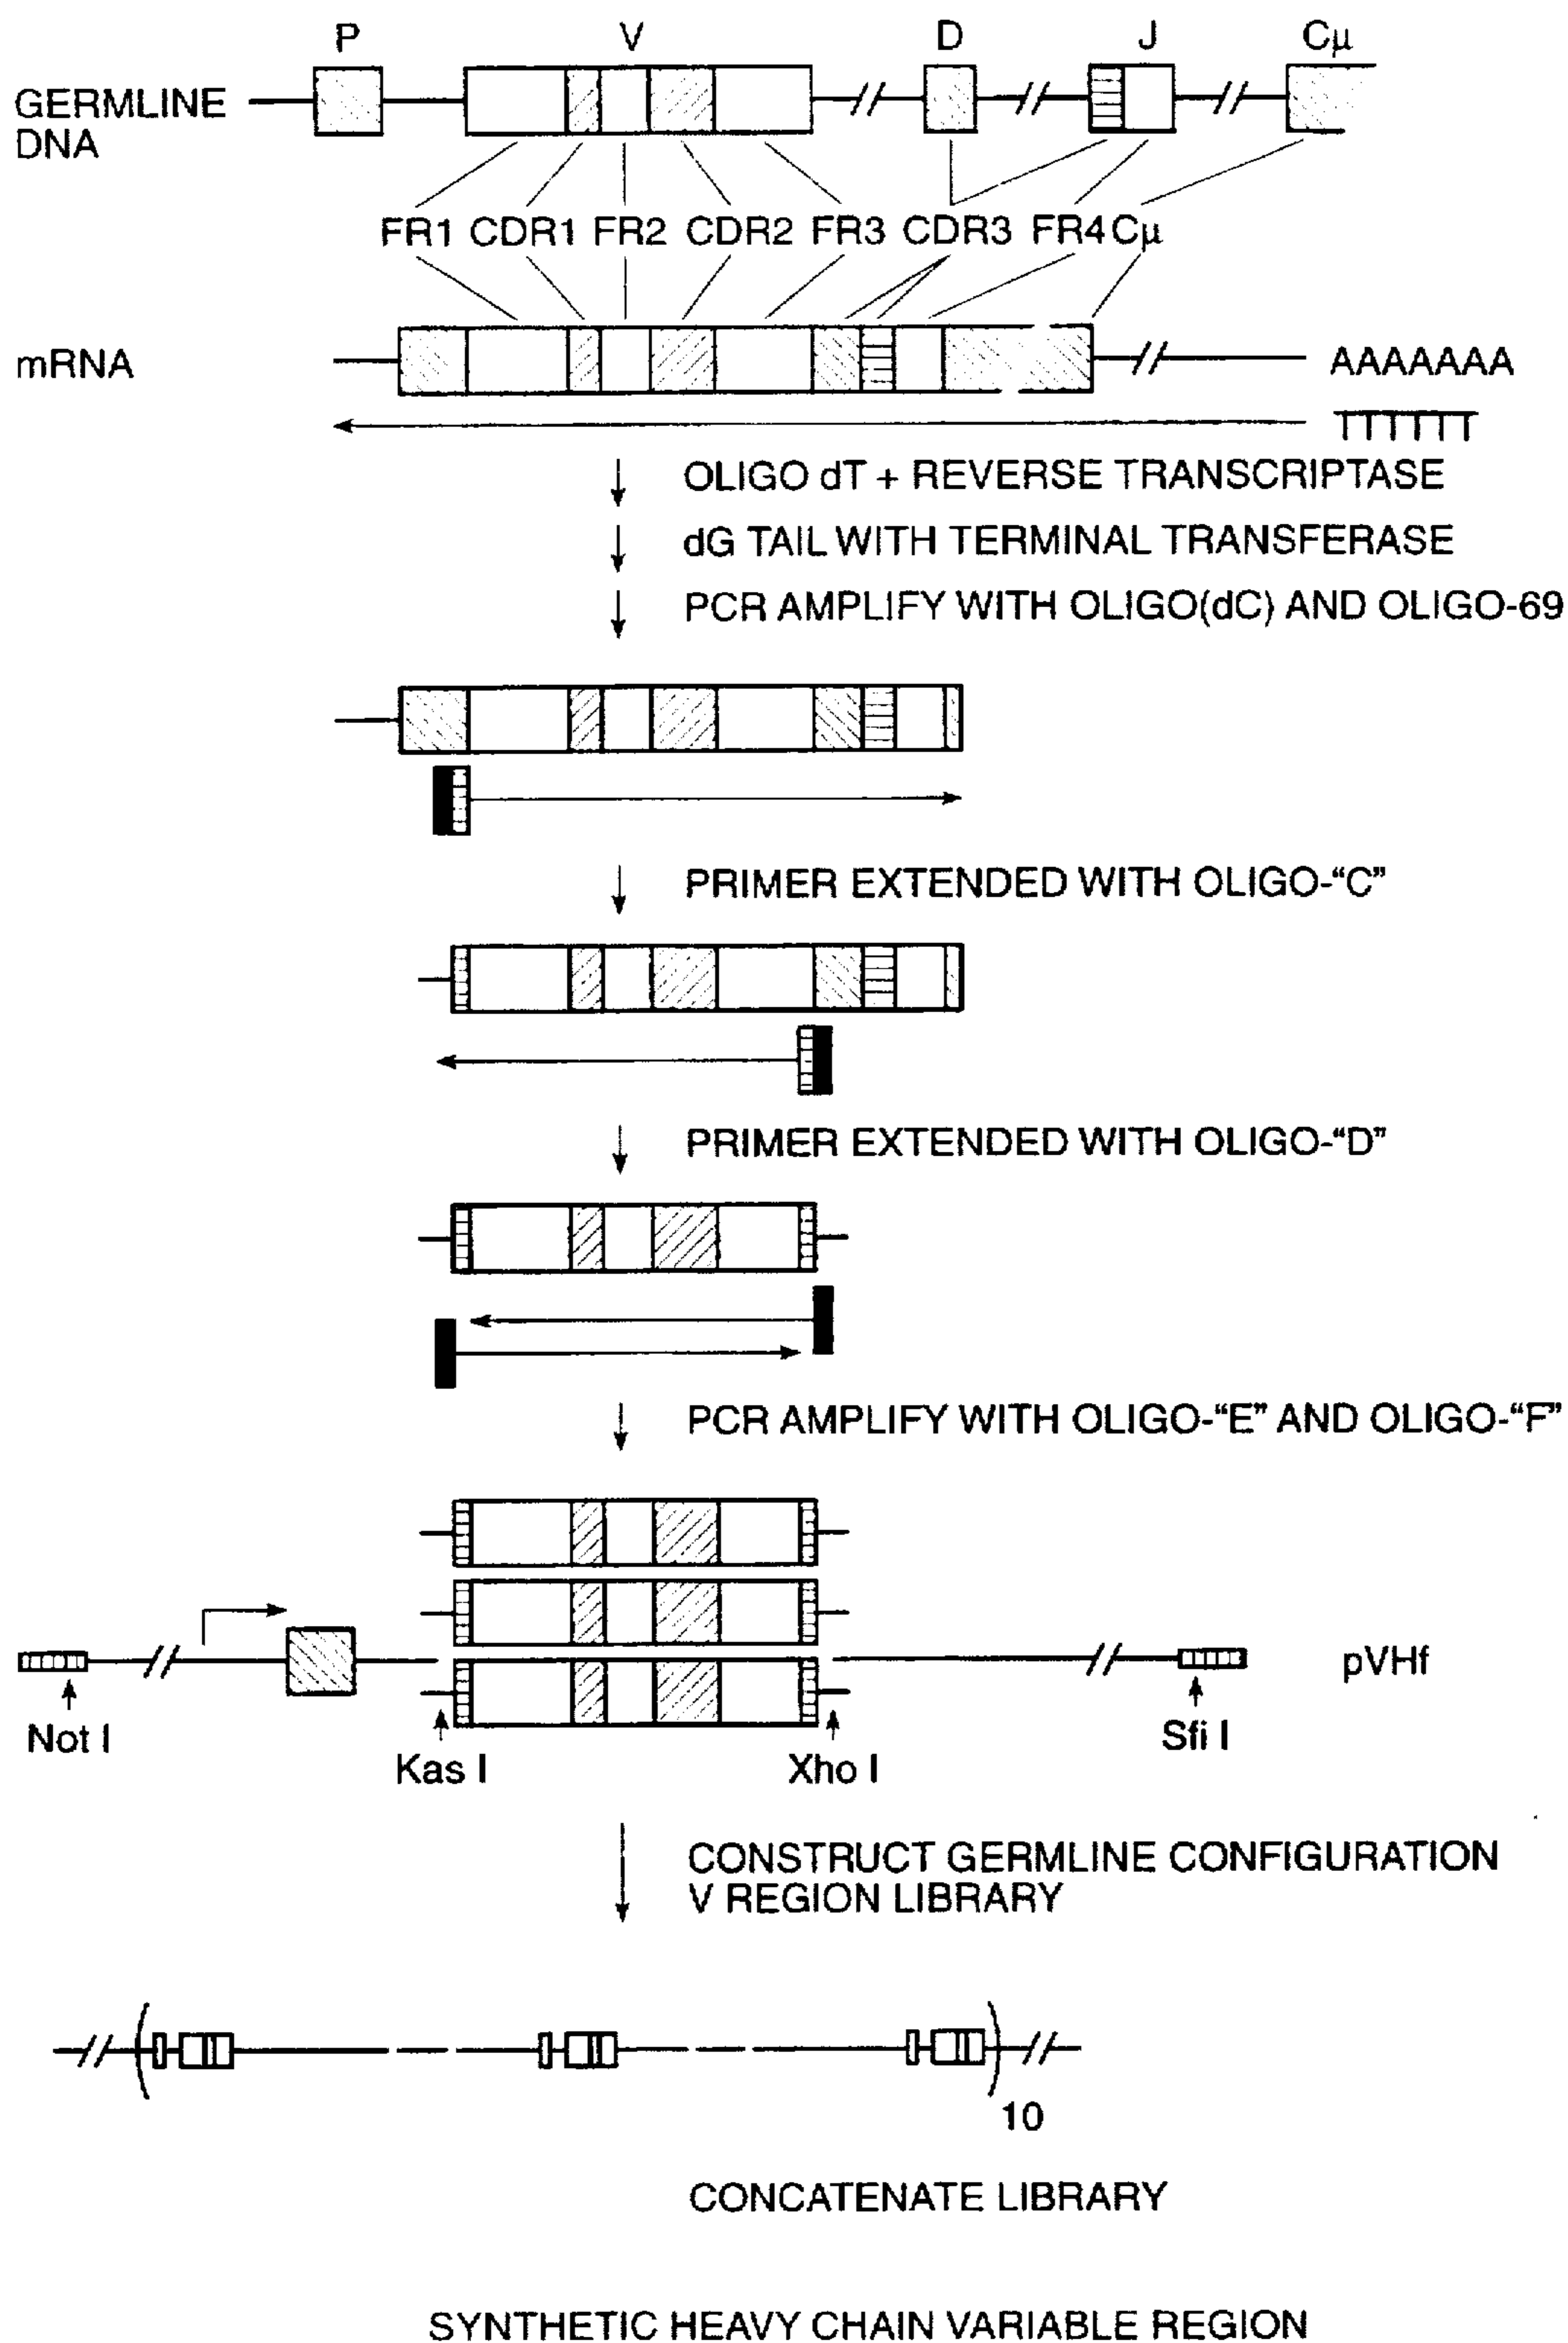 P V D J Cμ
GERMLINE
DNA
FR1 CDR1 FR2 CDR2 FR3 CDR3 FR4 Cμ
mRNA
AAAAAAA
TTTTTT
OLIGO dT + REVERSE TRANSCRIPTASE
dG TAIL WITH TERMINAL TRANSFERASE
PCR AMPLIFY WITH OLIGO(dC) AND OLIGO-69
PRIMER EXTENDED WITH OLIGO-“C”
PRIMER EXTENDED WITH OLIGO-“D”
PCR AMPLIFY WITH OLIGO-“E” AND OLIGO-“F”
pVHf
Not I
Sfi I
Kas I
Xho I
CONSTRUCT GERMLINE CONFIGURATION
V REGION LIBRARY
10
CONCATENATE LIBRARY
SYNTHETIC HEAVY CHAIN VARIABLE REGION